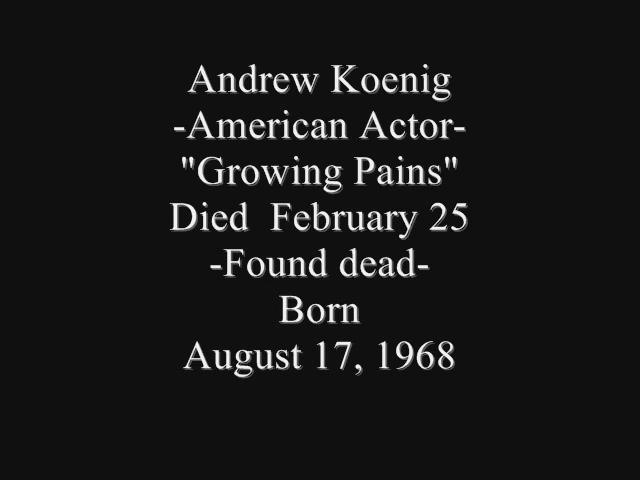 Andrew Koenig
-American Actor-
"Growing Pains"
Died  February 25
-Found dead-
Born
August 17, 1968